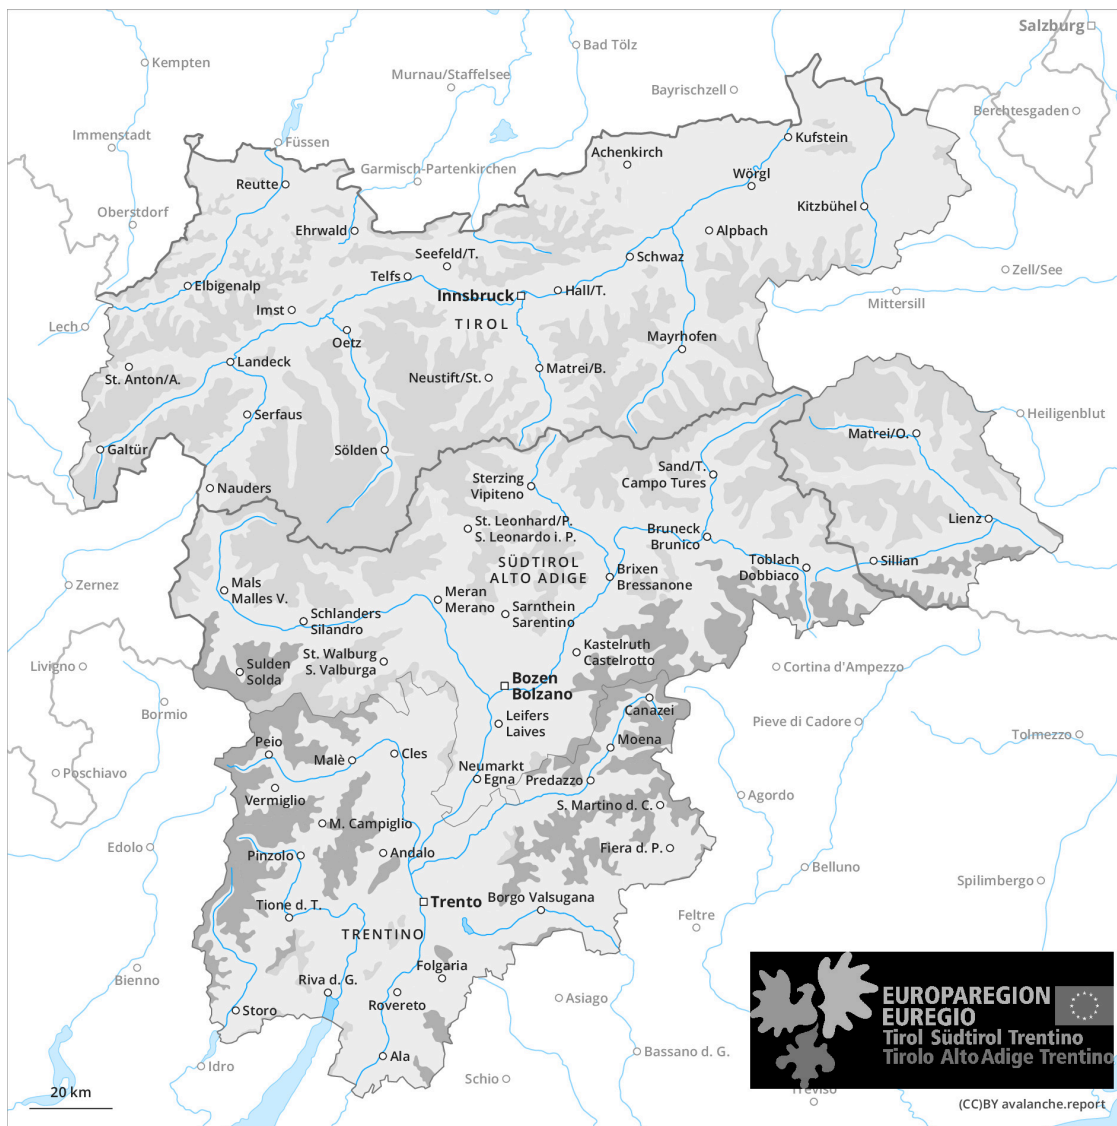 Salzburg
Bad Tölz
Kempten
Murnau/Staffelsee
Bayrischzell
Berchtesgaden
Immenstadt
Füssen
Kufstein
Achenkirch
Garmisch-Partenkirchen
Wörgl
Reutte
Oberstdorf
Kitzbühel
Ehrwald
Alpbach
Seefeld/T.
Schwaz
Telfs
Zell/See
Elbigenalp
Hall/T.
Innsbruck
Mittersill
Imst
TIROL
Lech
Oetz
Mayrhofen
Landeck
Matrei/B.
St. Anton/A.
Neustift/St.
Serfaus
Heiligenblut
Matrei/O.
Galtür
Sölden
Sand/T.
Campo Tures
Sterzing
Vipiteno
Nauders
St. Leonhard/P.
S. Leonardo i. P.
Lienz
Bruneck
Brunico
SÜDTIROL
ALTO ADIGE
Toblach
Dobbiaco
Sillian
Brixen
Bressanone
Zernez
Mals
Malles V.
Meran
Merano
Schlanders
Silandro
Sarnthein
Sarentino
Kastelruth
Castelrotto
St. Walburg
S. Valburga
Livigno
Sulden
Solda
Cortina d'Ampezzo
Bozen
Bolzano
Bormio
Canazei
Leifers
Laives
Pieve di Cadore
Tolmezzo
Peio
Moena
Malè
Cles
Poschiavo
Neumarkt
Egna
Predazzo
Vermiglio
Agordo
S. Martino d. C.
M. Campiglio
Edolo
Fiera d. P.
Pinzolo
Andalo
Belluno
Spilimbergo
Trento
Borgo Valsugana
Tione d. T.
Feltre
TRENTINO
Folgaria
Bienno
Riva d. G.
Rovereto
Asiago
Storo
EUROPAREGION
EUREGIO
Tirol Südtirol Trentino
Tirolo Alto Adige Trentino
Ala
Bassano d. G.
Idro
Schio
Treviso
20 km
(CC)BY avalanche.report